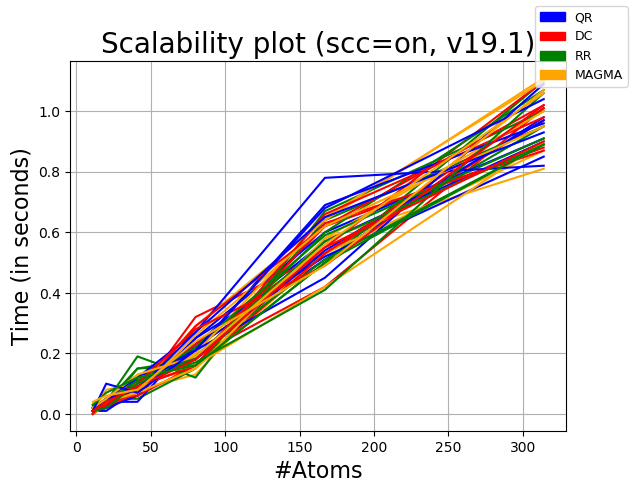 Scalability plot (scc=on, v19.1)
QR
DC
RR
MAGMA
Time (in seconds)
1.0
0.8
0.6
0.4
0.2
0.0
0 50 100 150 200 250 300
#Atoms